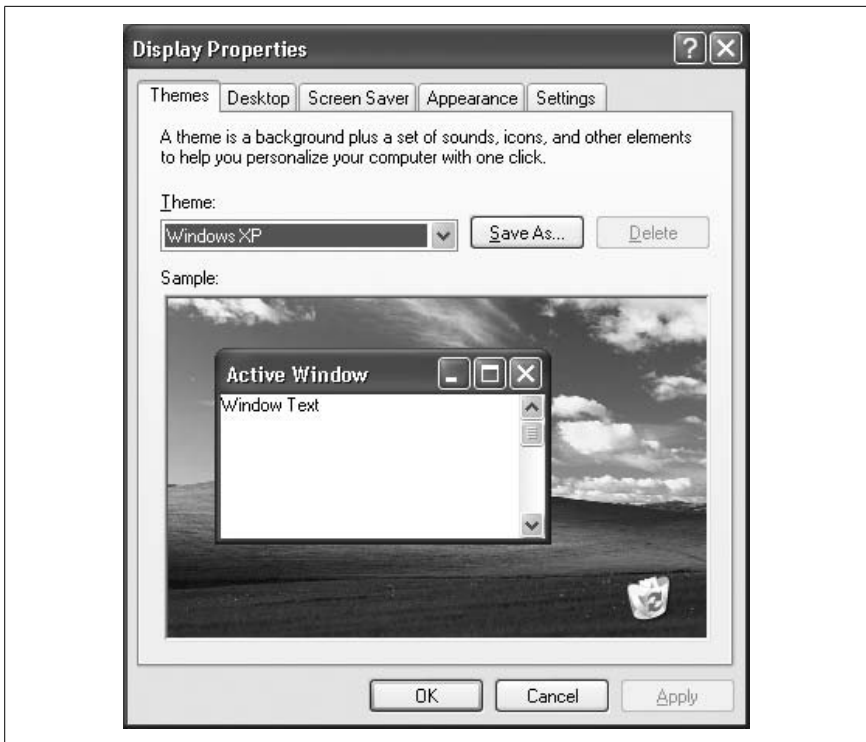 Display Properties
Themes Desktop Screen Saver Appearance Settings
A theme is a background plus a set of sounds, icons, and other elements
to help you personalize your computer with one click.
Theme:
Windows XP Save As... Delete
Sample:
Active Window
Window Text
OK Cancel Apply